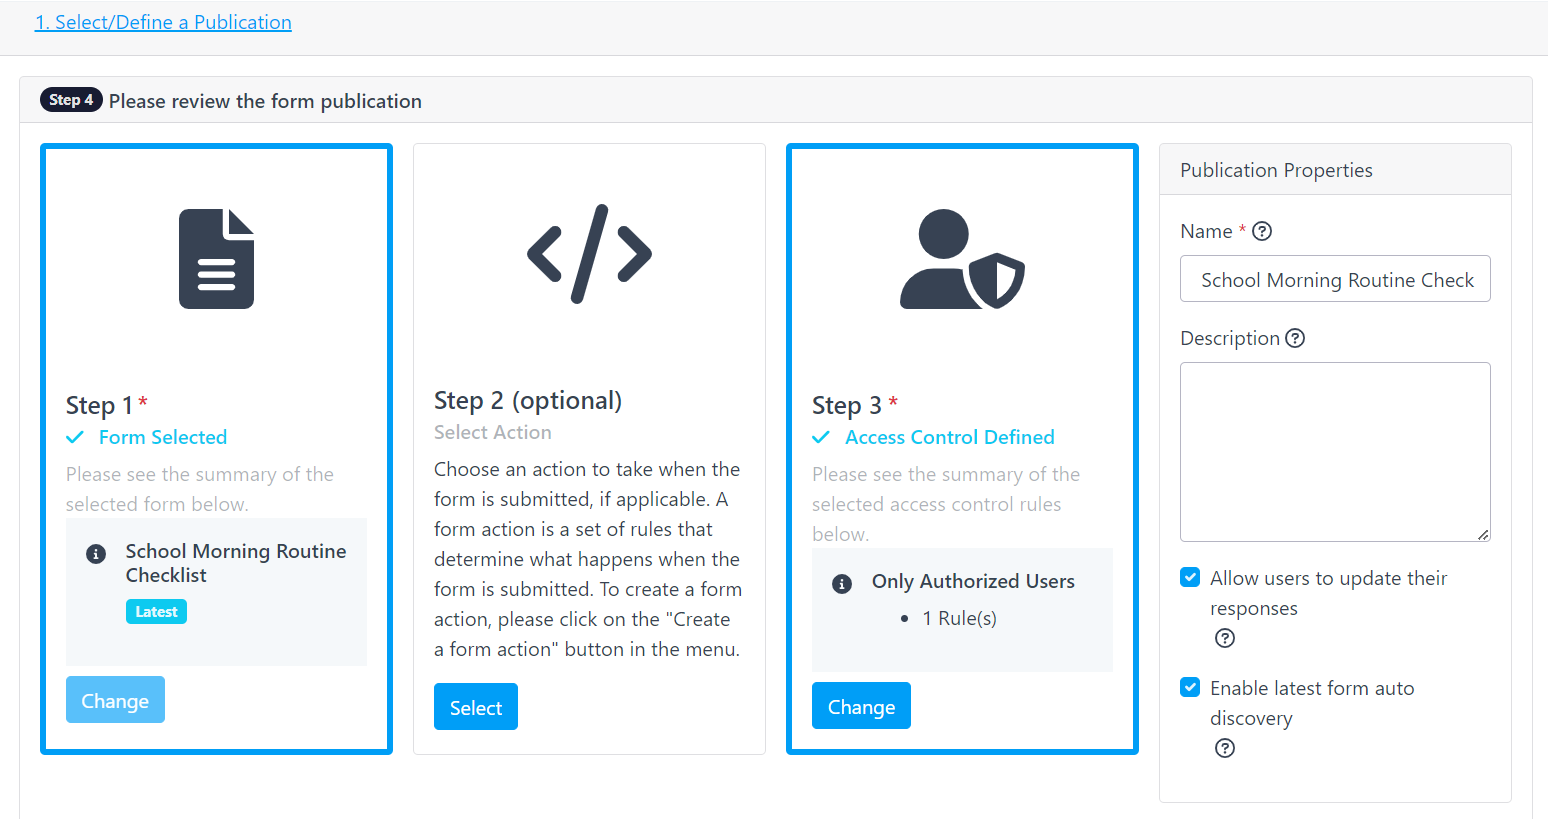 1. Select/Define a Publication
Step 4 Please review the form publication
Step 1 *
Form Selected
Please see the summary of the
selected form below.
School Morning Routine
Checklist
Latest
Change
Step 2 (optional)
Select Action
Choose an action to take when the
form is submitted, if applicable. A
form action is a set of rules that
determine what happens when the
form is submitted. To create a form
action, please click on the "Create
a form action" button in the menu.
Select
Step 3 *
Access Control Defined
Please see the summary of the
selected access control rules
below.
Only Authorized Users
• 1 Rule(s)
Change
Publication Properties
Name *
School Morning Routine Check
Description
Allow users to update their
responses
Enable latest form auto
discovery